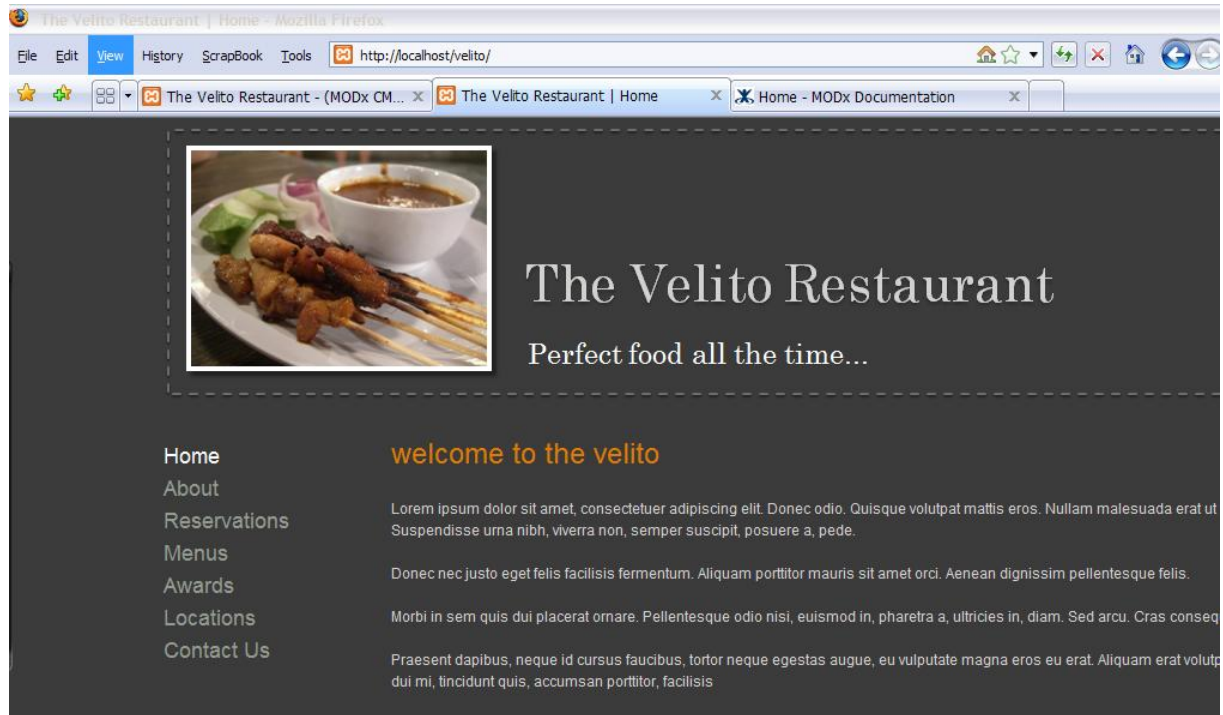 The Velito Restaurant | Home - Mozilla Firefox
File Edit View History ScrapBook Tools http://localhost/velito/
The Velito Restaurant - (MODx CM... The Velito Restaurant | Home Home - MODx Documentation
The Velito Restaurant
Perfect food all the time...
Home
About
Reservations
Menus
Awards
Locations
Contact Us
welcome to the velito
Lorem ipsum dolor sit amet, consectetuer adipiscing elit. Donec odio. Quisque volutpat mattis eros. Nullam malesuada erat ut
Suspendisse urna nibh, viverra non, semper suscipit, posuere a, pede.
Donec nec justo eget felis facilisis fermentum. Aliquam porttitor mauris sit amet orci. Aenean dignissim pellentesque felis.
Morbi in sem quis dui placerat ornare. Pellentesque odio nisi, euismod in, pharetra a, ultricies in, diam. Sed arcu. Cras consequ
Praesent dapibus, neque id cursus faucibus, tortor neque egestas augue, eu vulputate magna eros eu erat. Aliquam erat volutp
dui mi, tincidunt quis, accumsan porttitor, facilisis